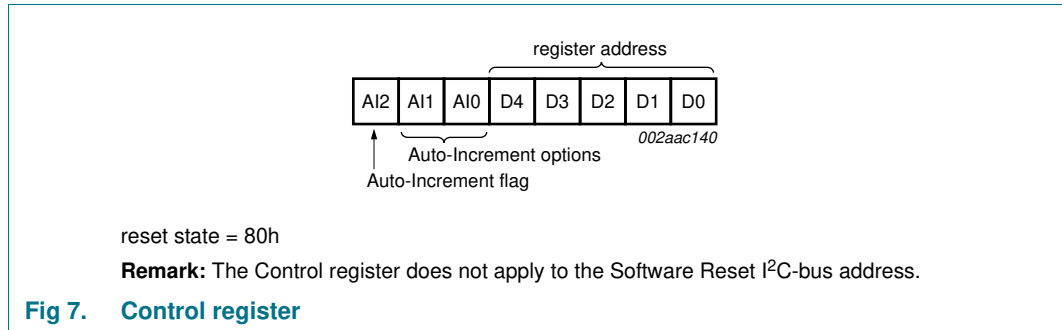 register address
AI2 AI1 AI0 D4 D3 D2 D1 D0
002aac140
Auto-Increment options
Auto-Increment flag
reset state = 80h
Remark: The Control register does not apply to the Software Reset I²C-bus address.
Fig 7. Control register